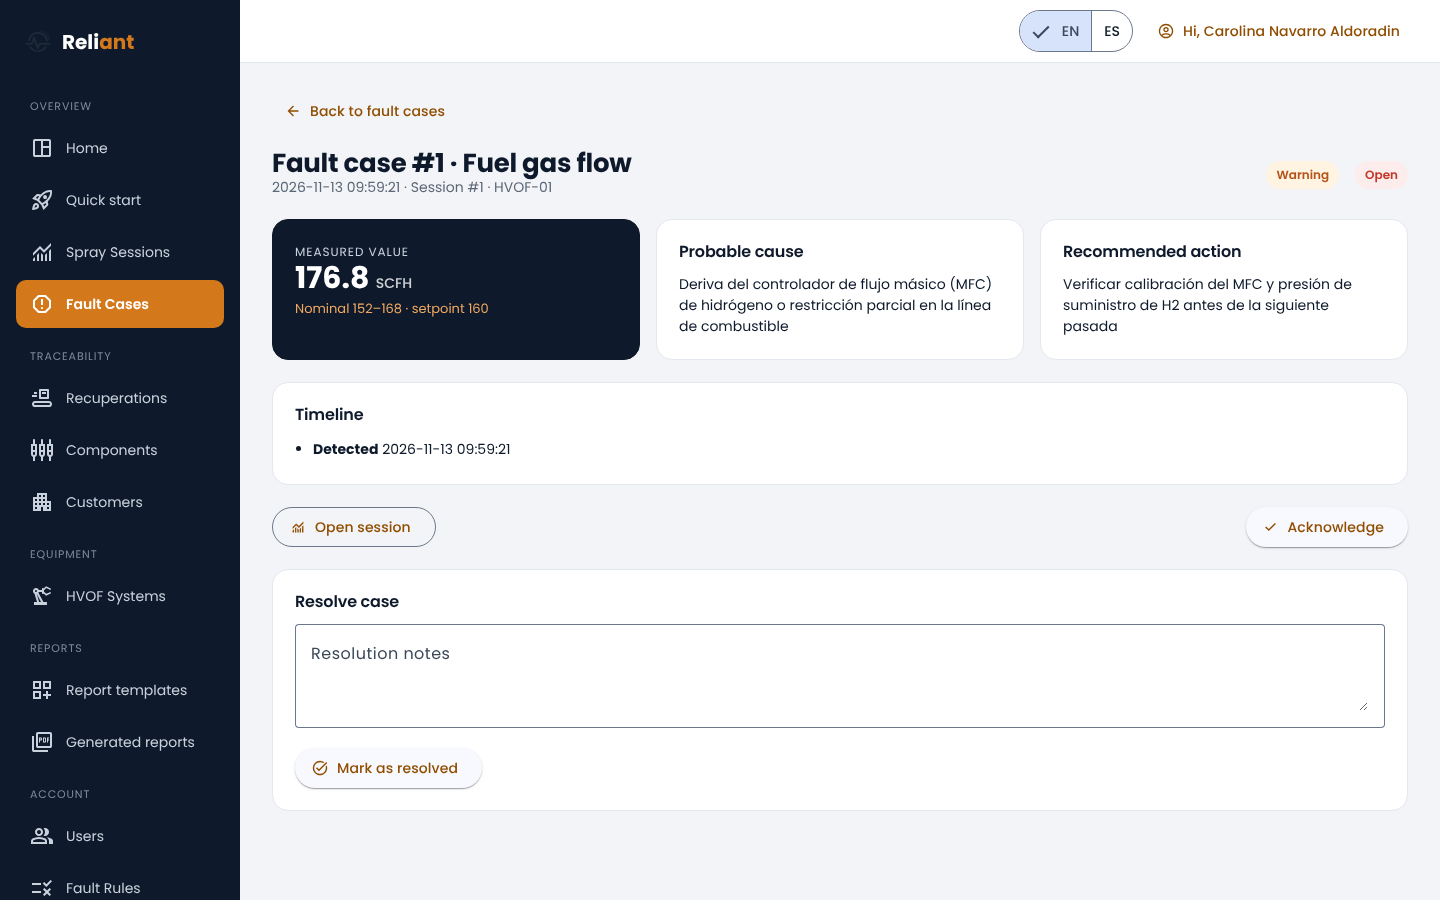 Reliant
EN
ES
Hi, Carolina Navarro Aldoradin
OVERVIEW
Home
Quick start
Spray Sessions
Fault Cases
TRACEABILITY
Recuperations
Components
Customers
EQUIPMENT
HVOF Systems
REPORTS
Report templates
Generated reports
ACCOUNT
Users
Fault Rules
Back to fault cases
Fault case #1 · Fuel gas flow
2026-11-13 09:59:21 · Session #1 · HVOF-01
Warning
Open
MEASURED VALUE
176.8 SCFH
Nominal 152–168 · setpoint 160
Probable cause
Deriva del controlador de flujo másico (MFC)
de hidrógeno o restricción parcial en la línea
de combustible
Recommended action
Verificar calibración del MFC y presión de
suministro de H2 antes de la siguiente
pasada
Timeline
• Detected 2026-11-13 09:59:21
Open session
Acknowledge
Resolve case
Resolution notes
Mark as resolved